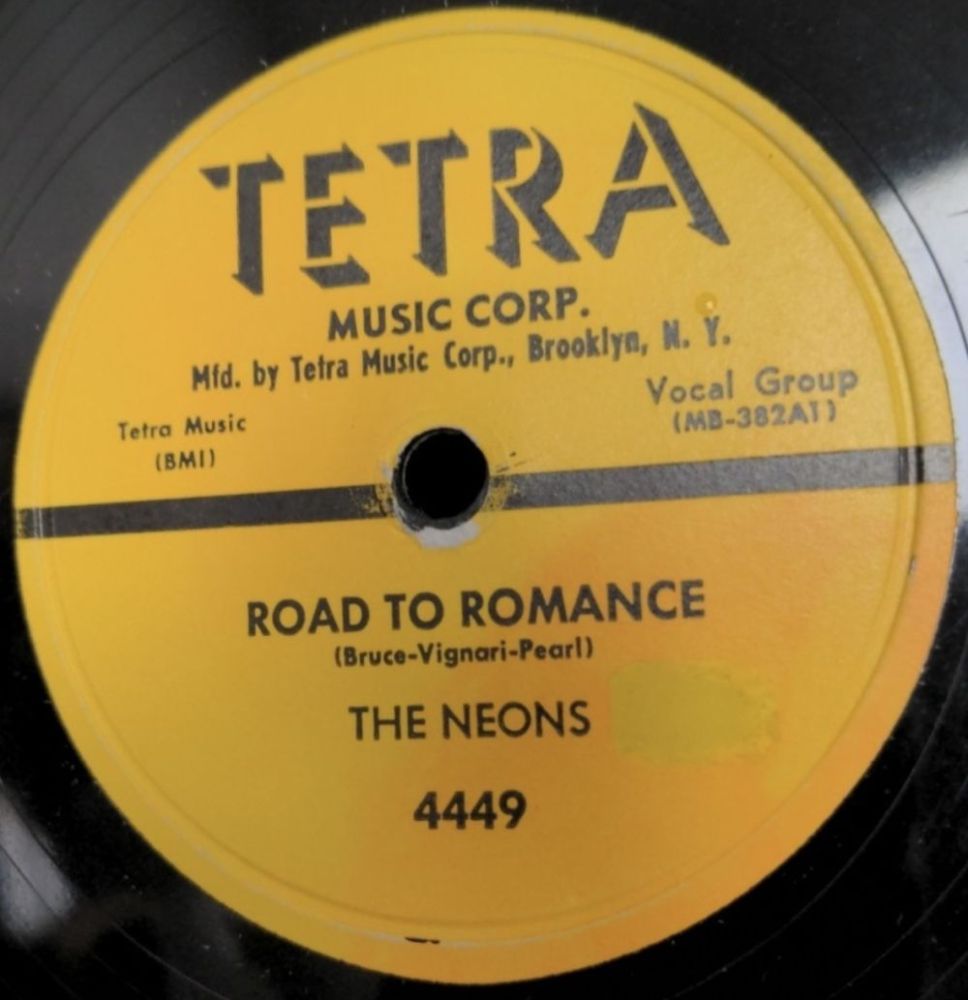 TETRA
MUSIC CORP.
Mfd. by Tetra Music Corp., Brooklyn, N. Y.
Tetra Music
(BMI)
Vocal Group
(MB-382A1)
ROAD TO ROMANCE
(Bruce-Vignari-Pearl)
THE NEONS
4449